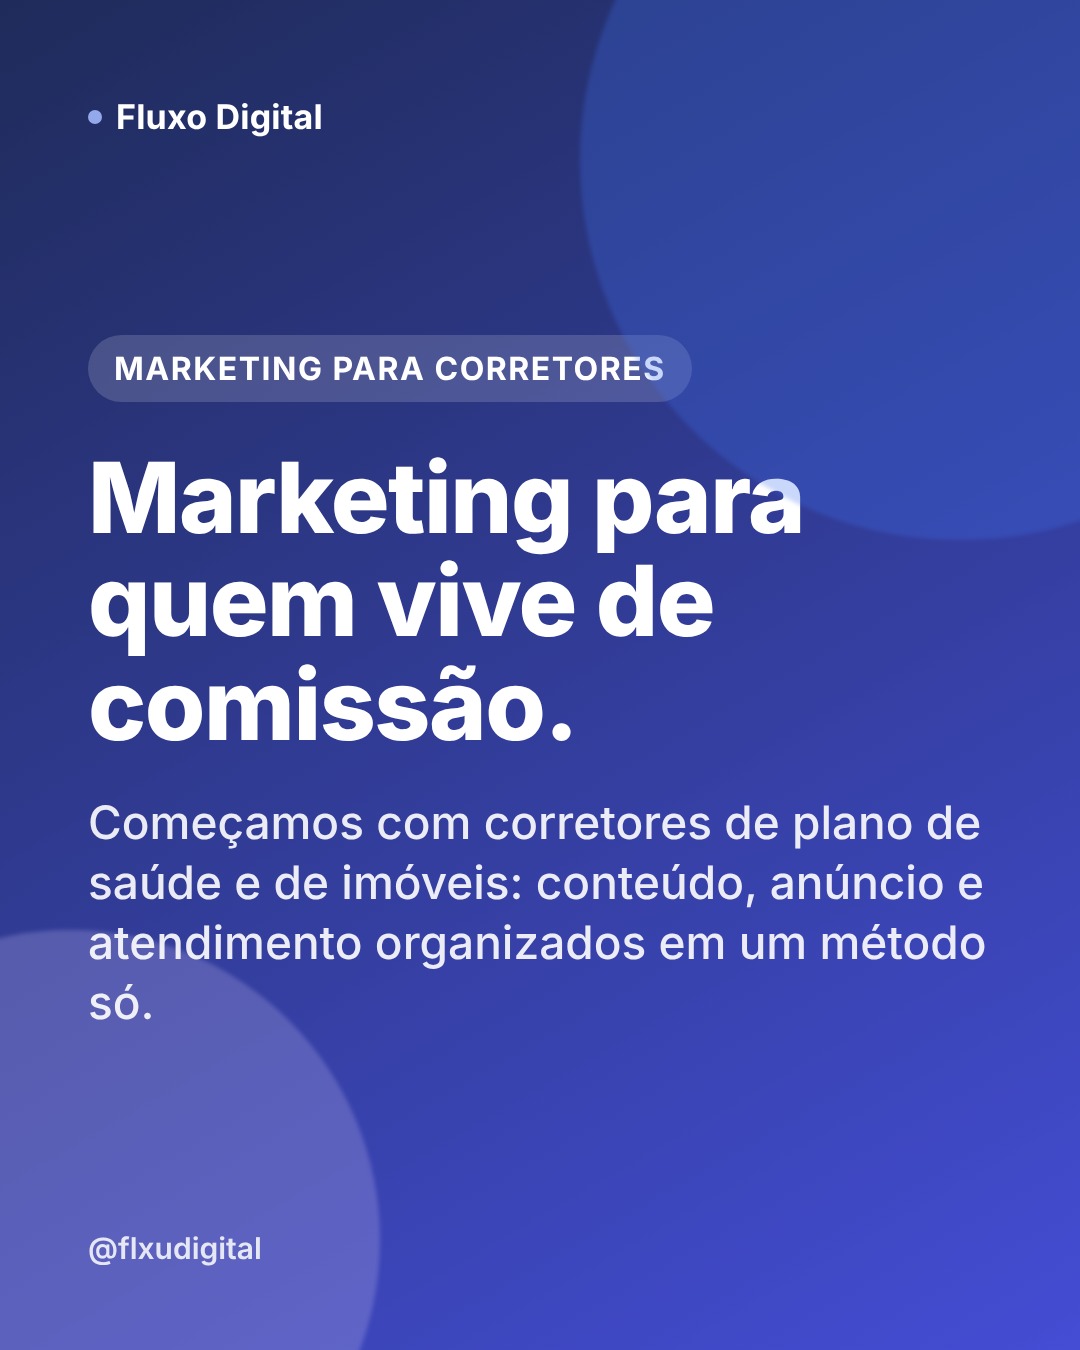 Fluxo Digital
MARKETING PARA CORRETORES
Marketing para
quem vive de
comissão.
Começamos com corretores de plano de
saúde e de imóveis: conteúdo, anúncio e
atendimento organizados em um método
só.
@flxudigital